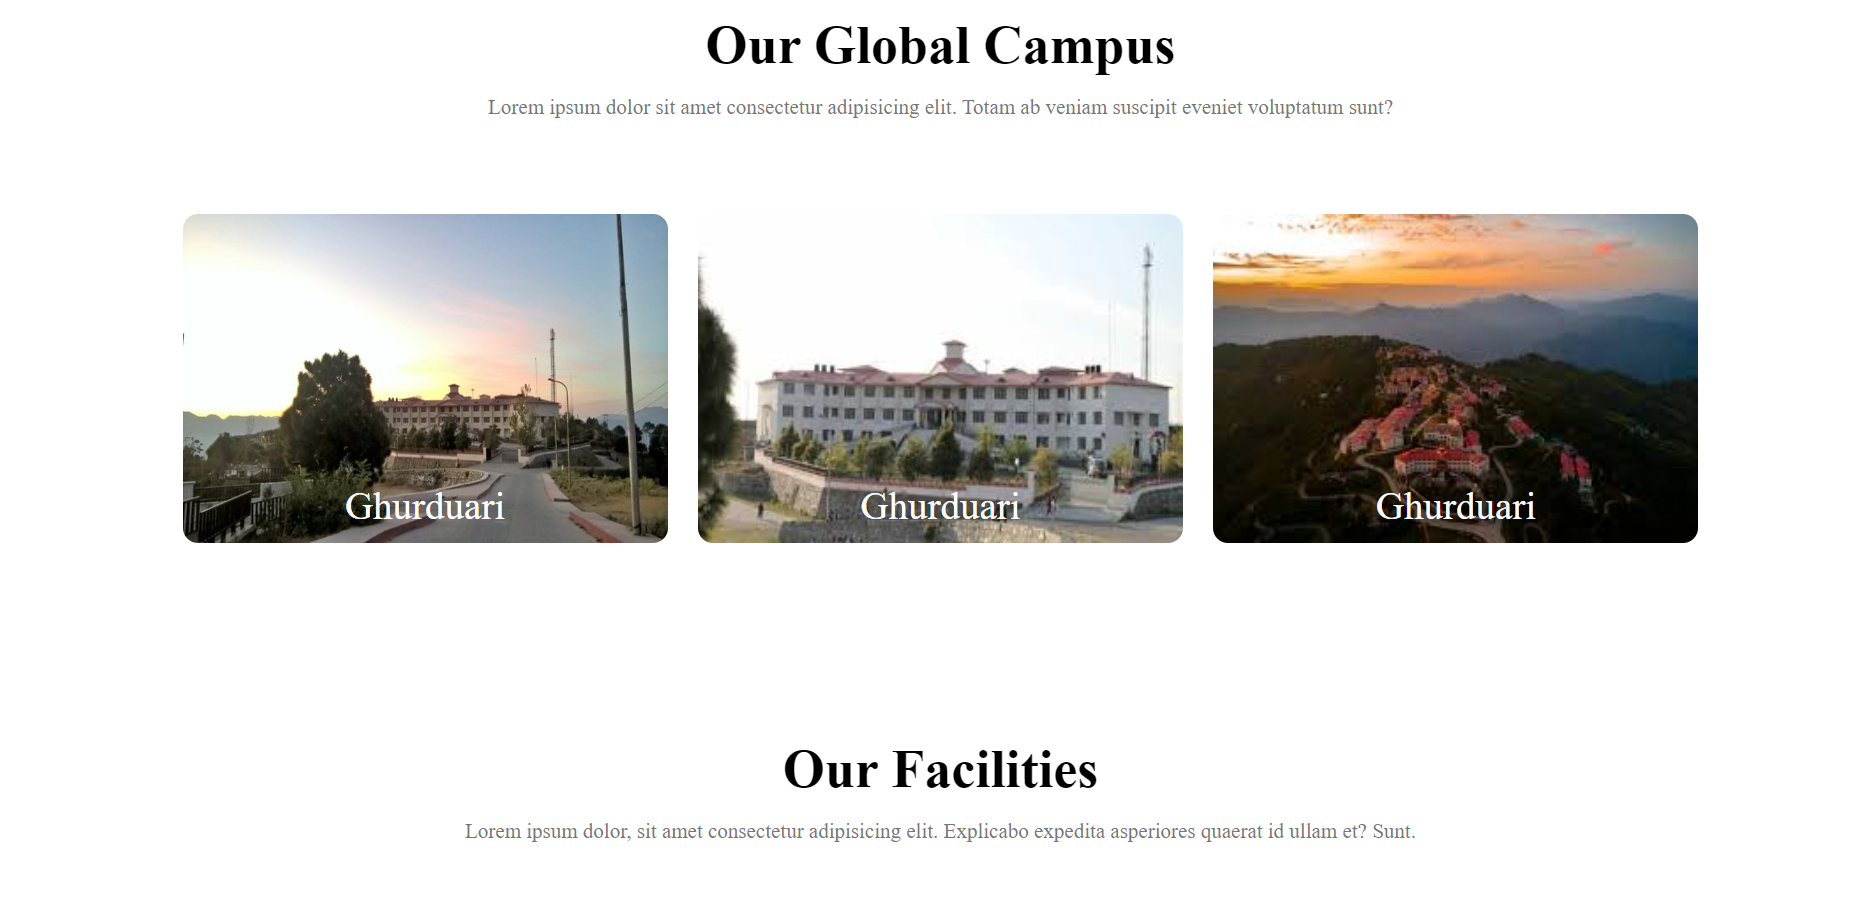 Our Global Campus
Lorem ipsum dolor sit amet consectetur adipisicing elit. Totam ab veniam suscipit eveniet voluptatum sunt?
Ghurduari
Ghurduari
Ghurduari
Our Facilities
Lorem ipsum dolor, sit amet consectetur adipisicing elit. Explicabo expedita asperiores quaerat id ullam et? Sunt.